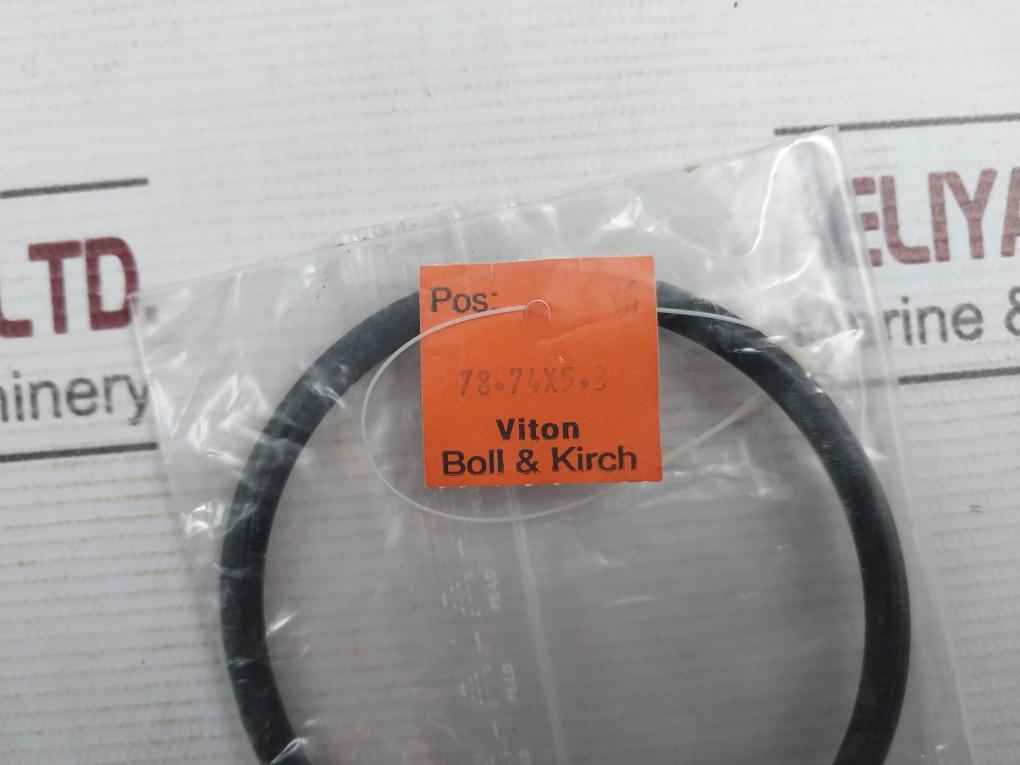 LTD.
ELIYA
rine &
hinery
Pos:
78.74X5.3
Viton
Boll & Kirch